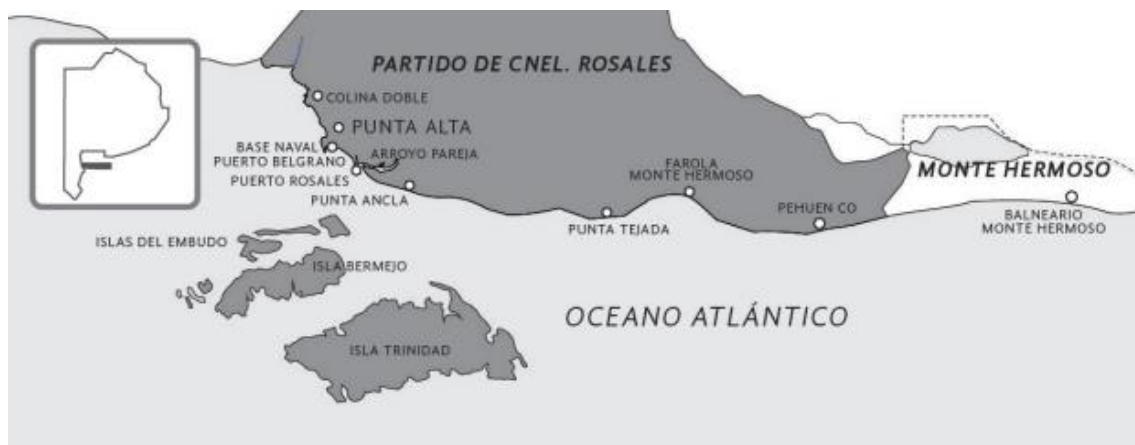 PARTIDO DE CNEL. ROSALES
COLINA DOBLE
PUNTA ALTA
BASE NAVAL
PUERTO BELGRANO
ARROYO PAREJA
PUERTO ROSALES
PUNTA ANCLA
FAROLA
MONTE HERMOSO
MONTE HERMOSO
PUNTA TEJADA
PEHUEN CO
BALNEARIO
MONTE HERMOSO
ISLAS DEL EMBUDO
ISLA BERMEJO
OCEANO ATLÁNTICO
ISLA TRINIDAD